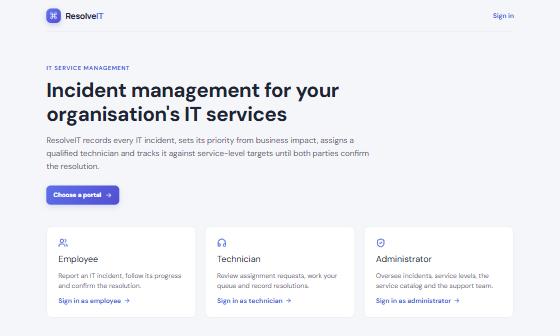 ResolveIT
Sign in
IT SERVICE MANAGEMENT
Incident management for your
organisation's IT services
ResolveIT records every IT incident, sets its priority from business impact, assigns a
qualified technician and tracks it against service-level targets until both parties confirm
the resolution.
Choose a portal →
Employee
Report an IT incident, follow its progress
and confirm the resolution.
Sign in as employee →
Technician
Review assignment requests, work your
queue and record resolutions.
Sign in as technician →
Administrator
Oversee incidents, service levels, the
service catalog and the support team.
Sign in as administrator →